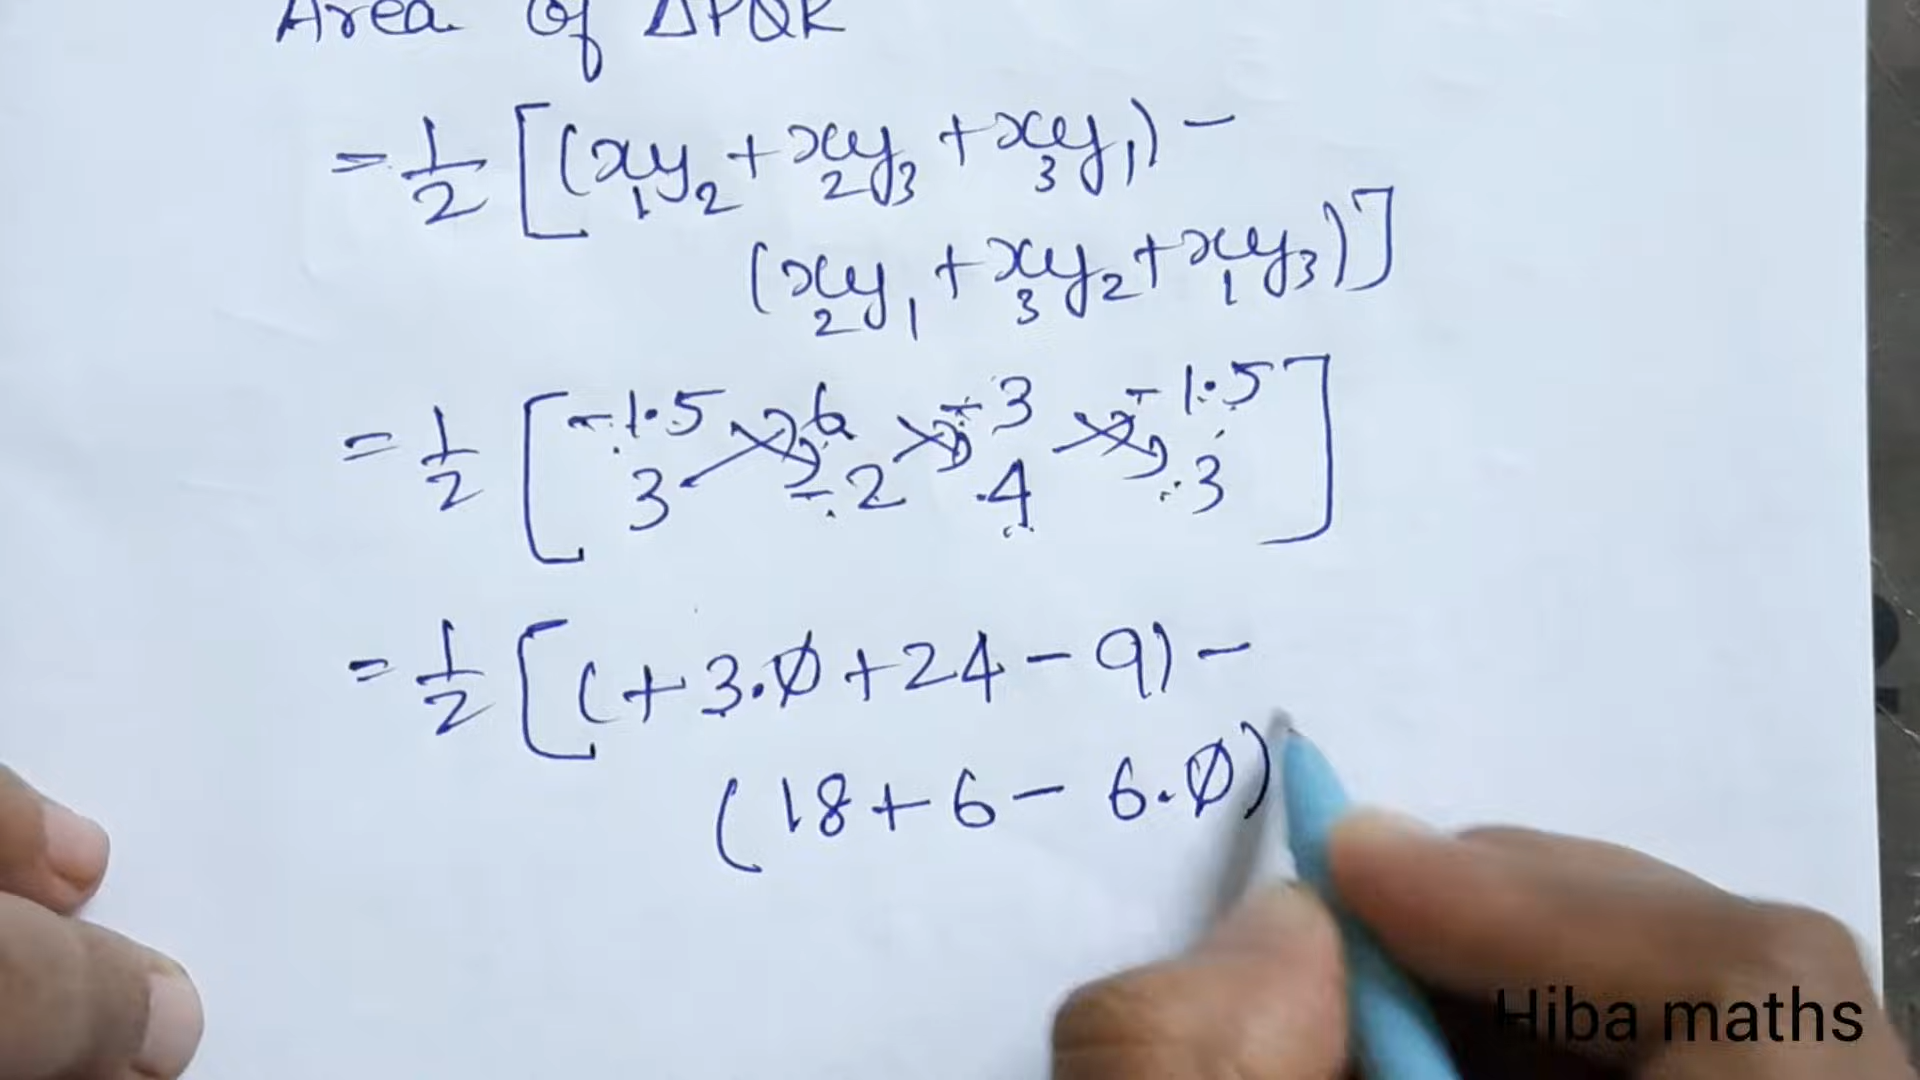 Area Of ΔPQR
= 1/2 [(x₁y₂ + x₂y₃ + x₃y₁) -
(x₂y₁ + x₃y₂ + x₁y₃)]
= 1/2 [ -1.5 6 -3 -1.5 ]
3 -2 4 3
= 1/2 [(+3.0 + 24 - 9) -
(18 + 6 - 6.0)
Hiba maths